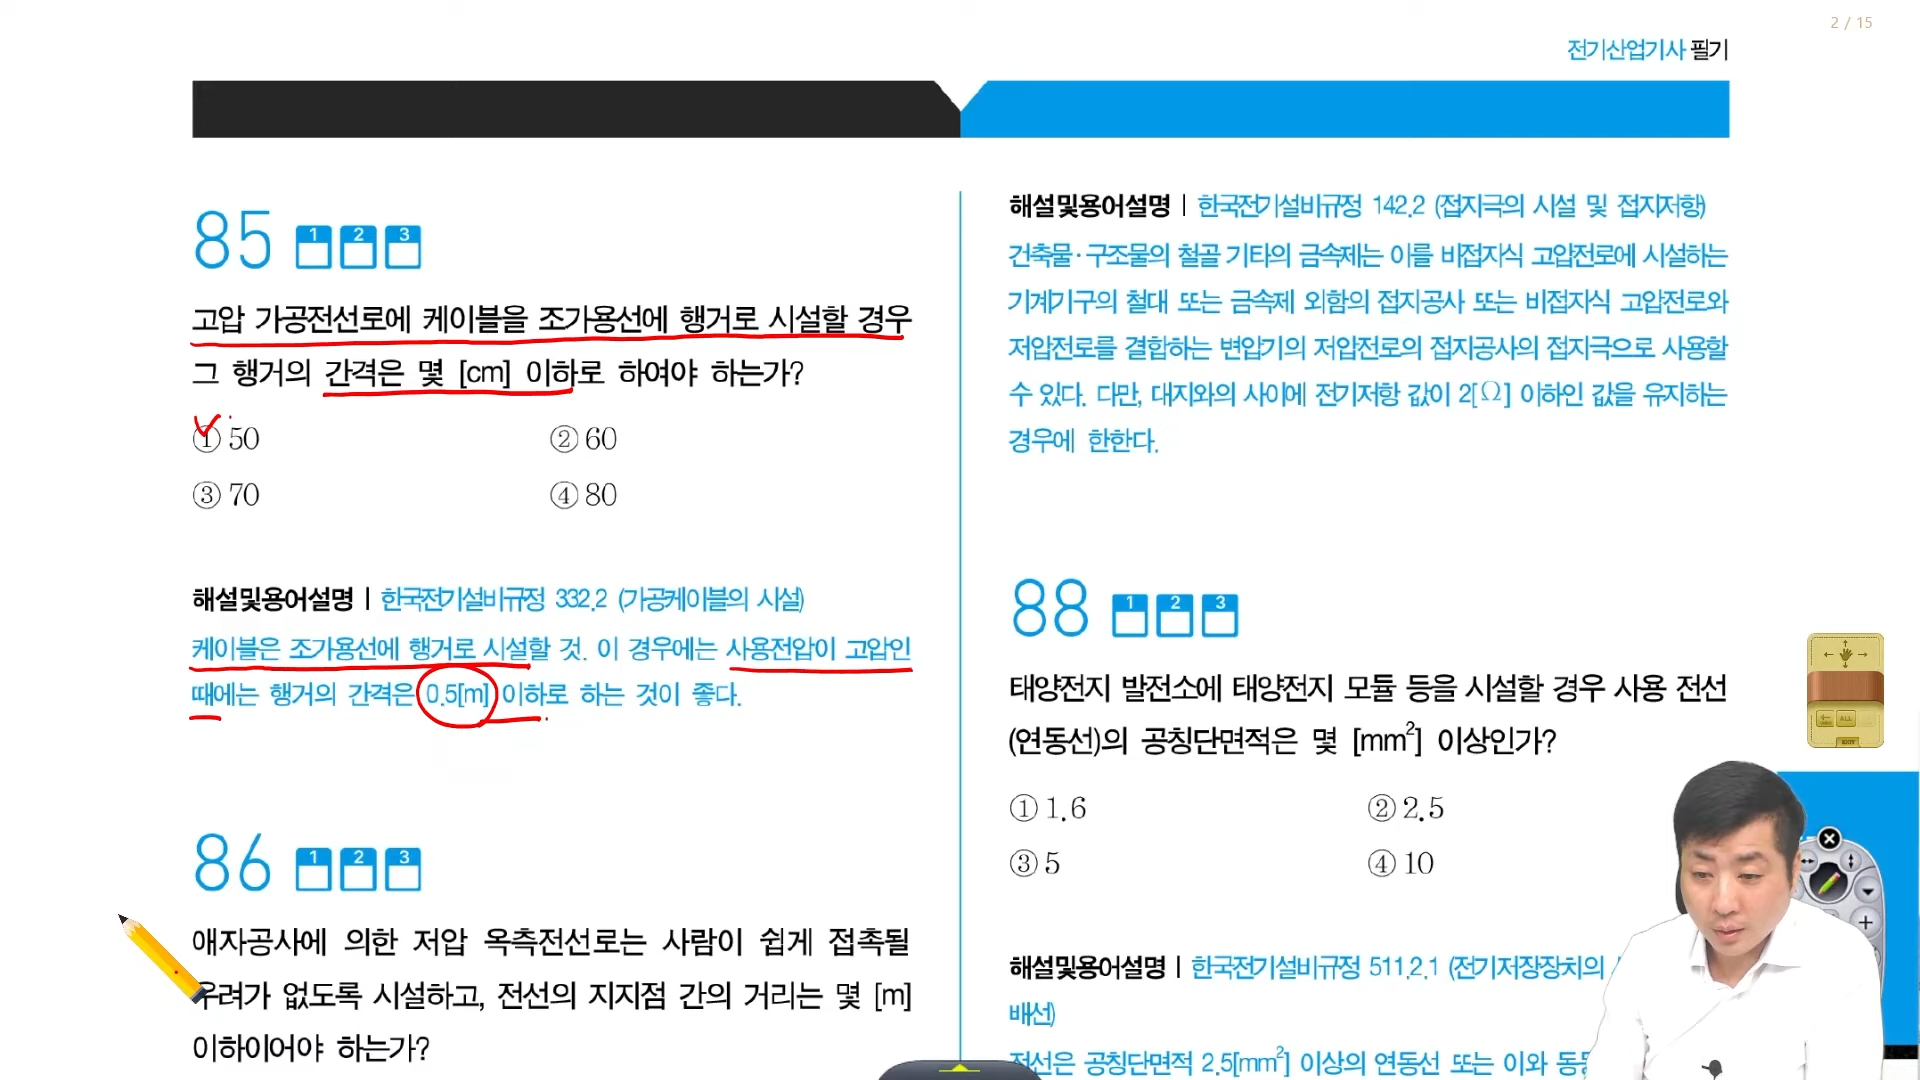 2 / 15
전기산업기사 필기
85 1 2 3
고압 가공전선로에 케이블을 조가용선에 행거로 시설할 경우
그 행거의 간격은 몇 [cm] 이하로 하여야 하는가?
① 50 ② 60
③ 70 ④ 80
해설및용어설명 | 한국전기설비규정 332.2 (가공케이블의 시설)
케이블은 조가용선에 행거로 시설할 것. 이 경우에는 사용전압이 고압인
때에는 행거의 간격은 0.5[m] 이하로 하는 것이 좋다.
86 1 2 3
애자공사에 의한 저압 옥측전선로는 사람이 쉽게 접촉될
우려가 없도록 시설하고, 전선의 지지점 간의 거리는 몇 [m]
이하이어야 하는가?
해설및용어설명 | 한국전기설비규정 142.2 (접지극의 시설 및 접지저항)
건축물·구조물의 철골 기타의 금속제는 이를 비접지식 고압전로에 시설하는
기계기구의 철대 또는 금속제 외함의 접지공사 또는 비접지식 고압전로와
저압전로를 결합하는 변압기의 저압전로의 접지공사의 접지극으로 사용할
수 있다. 다만, 대지와의 사이에 전기저항 값이 2[Ω] 이하인 값을 유지하는
경우에 한한다.
88 1 2 3
태양전지 발전소에 태양전지 모듈 등을 시설할 경우 사용 전선
(연동선)의 공칭단면적은 몇 [mm²] 이상인가?
① 1.6 ② 2.5
③ 5 ④ 10
해설및용어설명 | 한국전기설비규정 511.2.1 (전기저장장치의
배선)
전선은 공칭단면적 2.5[mm²] 이상의 연동선 또는 이와
ALL
EXIT